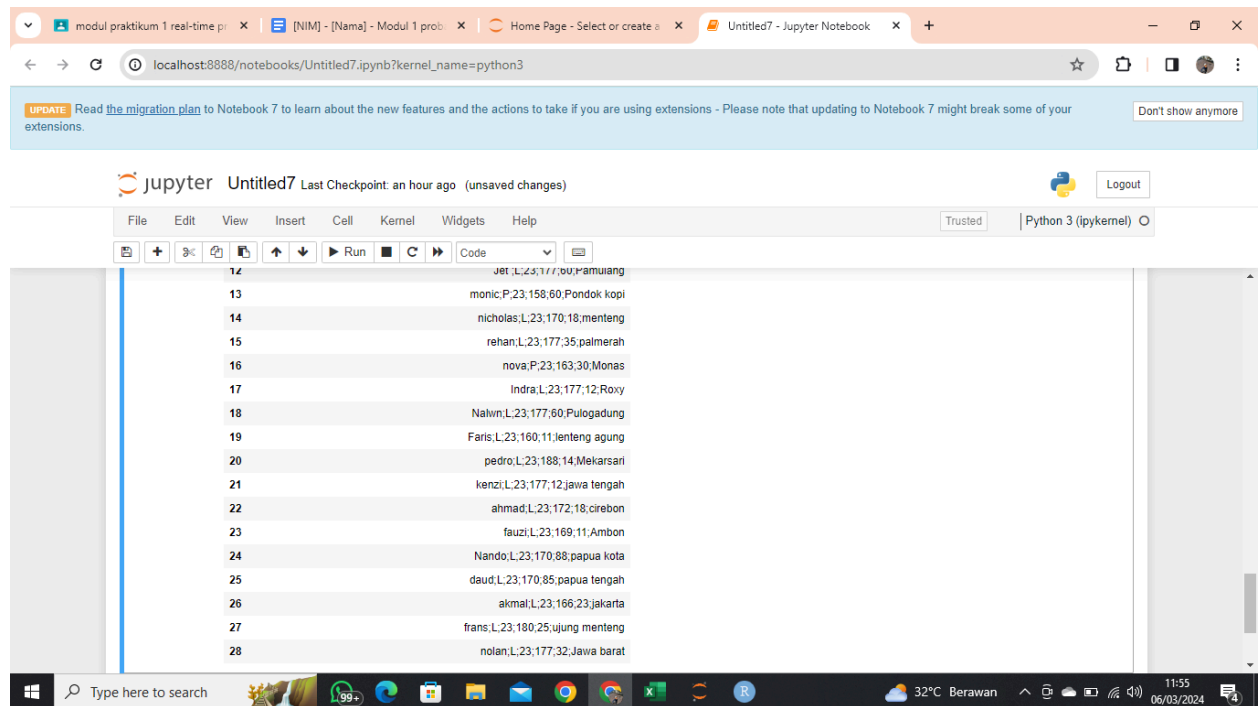 modul praktikum 1 real-time pr
[NIM] - [Nama] - Modul 1 prob
Home Page - Select or create a
Untitled7 - Jupyter Notebook
localhost:8888/notebooks/Untitled7.ipynb?kernel_name=python3
UPDATE Read the migration plan to Notebook 7 to learn about the new features and the actions to take if you are using extensions - Please note that updating to Notebook 7 might break some of your
extensions.
Don't show anymore
jupyter Untitled7 Last Checkpoint: an hour ago (unsaved changes)
Logout
File Edit View Insert Cell Kernel Widgets Help
Trusted Python 3 (ipykernel)
Run Code
12 Jet ;L;23;177;60;Pamulang
13 monic;P;23;158;60;Pondok kopi
14 nicholas;L;23;170;18;menteng
15 rehan;L;23;177;35;palmerah
16 nova;P;23;163;30;Monas
17 Indra;L;23;177;12;Roxy
18 Nalwn;L;23;177;60;Pulogadung
19 Faris;L;23;160;11;lenteng agung
20 pedro;L;23;188;14;Mekarsari
21 kenzi;L;23;177;12;jawa tengah
22 ahmad;L;23;172;18;cirebon
23 fauzi;L;23;169;11;Ambon
24 Nando;L;23;170;88;papua kota
25 daud;L;23;170;85;papua tengah
26 akmal;L;23;166;23;jakarta
27 frans;L;23;180;25;ujung menteng
28 nolan;L;23;177;32;Jawa barat
Type here to search
99+
R
32°C Berawan
11:55
06/03/2024
4